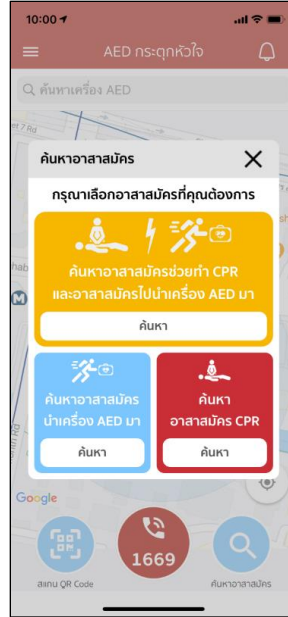 10:00
AED กระตุกหัวใจ
ค้นหาเครื่อง AED
ค้นหาอาสาสมัคร
กรุณาเลือกอาสาสมัครที่คุณต้องการ
ค้นหาอาสาสมัครช่วยทำ CPR
และอาสาสมัครไปนำเครื่อง AED มา
ค้นหา
ค้นหาอาสาสมัคร
นำเครื่อง AED มา
ค้นหา
ค้นหา
อาสาสมัคร CPR
ค้นหา
Google
1669
สแกน QR Code
ค้นหาอาสาสมัคร